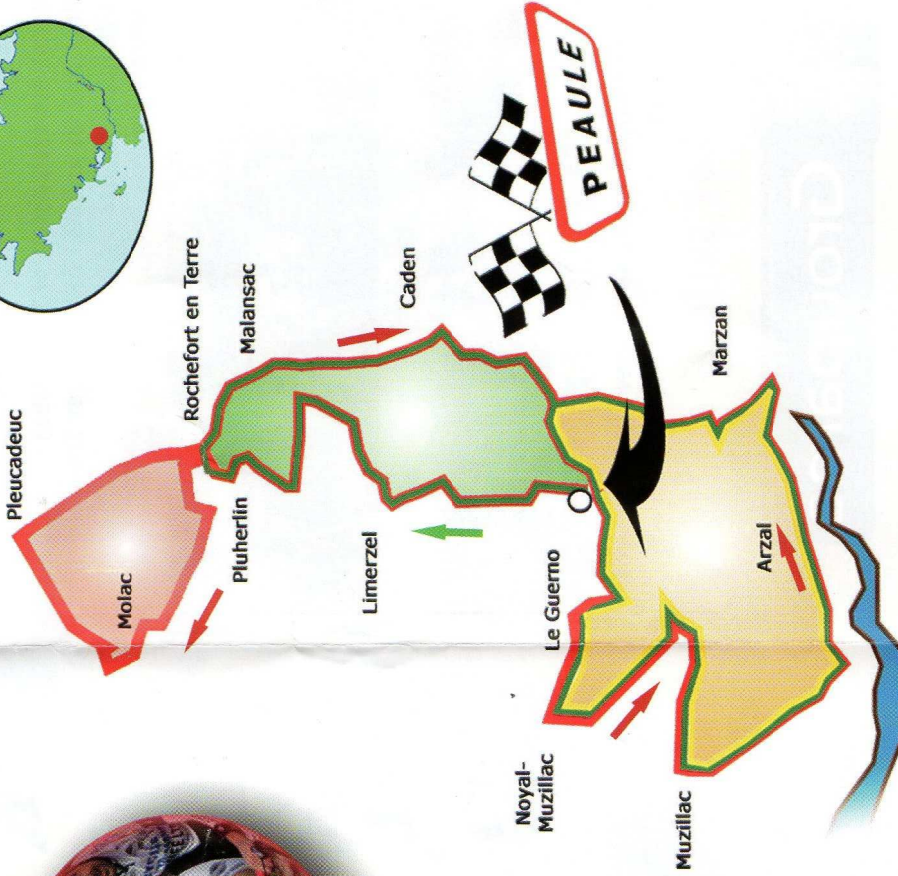 Pleucadeuc
Rochefort en Terre
Malansac
Molac
Pluherlin
Caden
Limerzel
PEAULE
Le Guerno
Marzan
Arzal
Noyal-
Muzillac
Muzillac